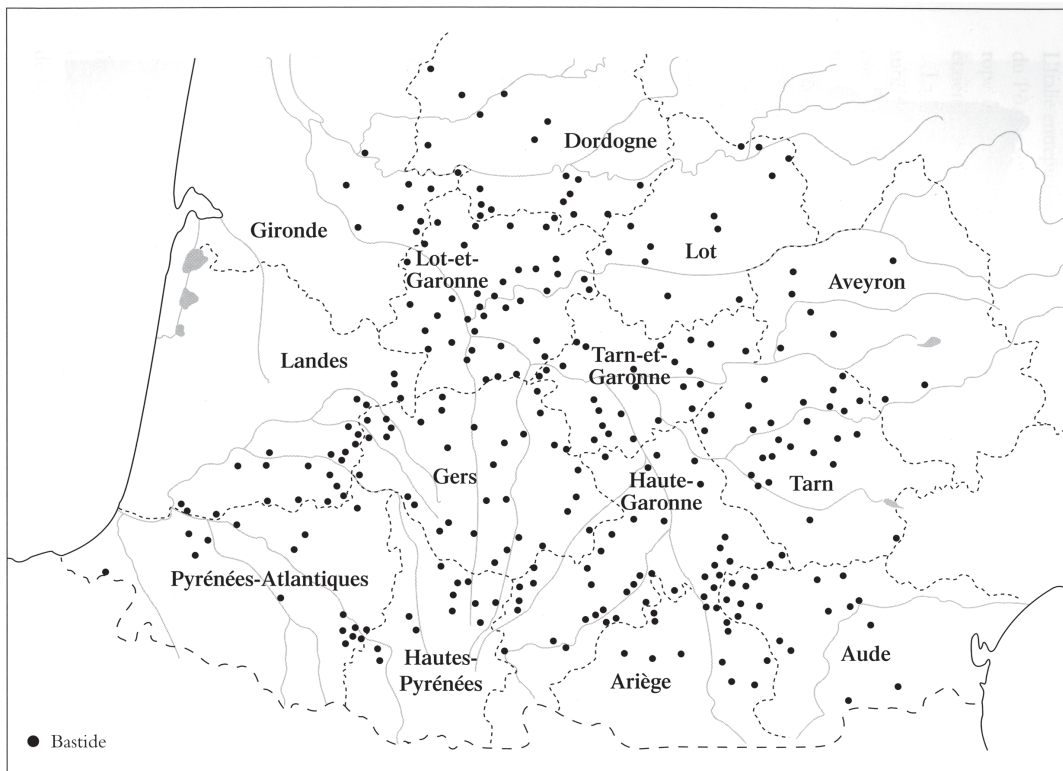 Dordogne
Gironde
Lot-et-
Garonne
Lot
Aveyron
Landes
Tarn-et-
Garonne
Gers
Haute-
Garonne
Tarn
Pyrénées-Atlantiques
Hautes-
Pyrénées
Ariège
Aude
Bastide